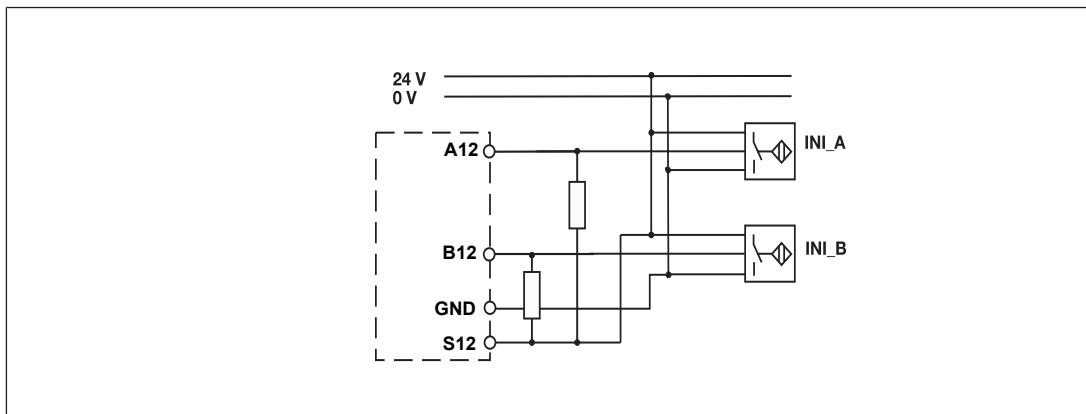 24 V
0 V
A12
INI_A
B12
INI_B
GND
S12